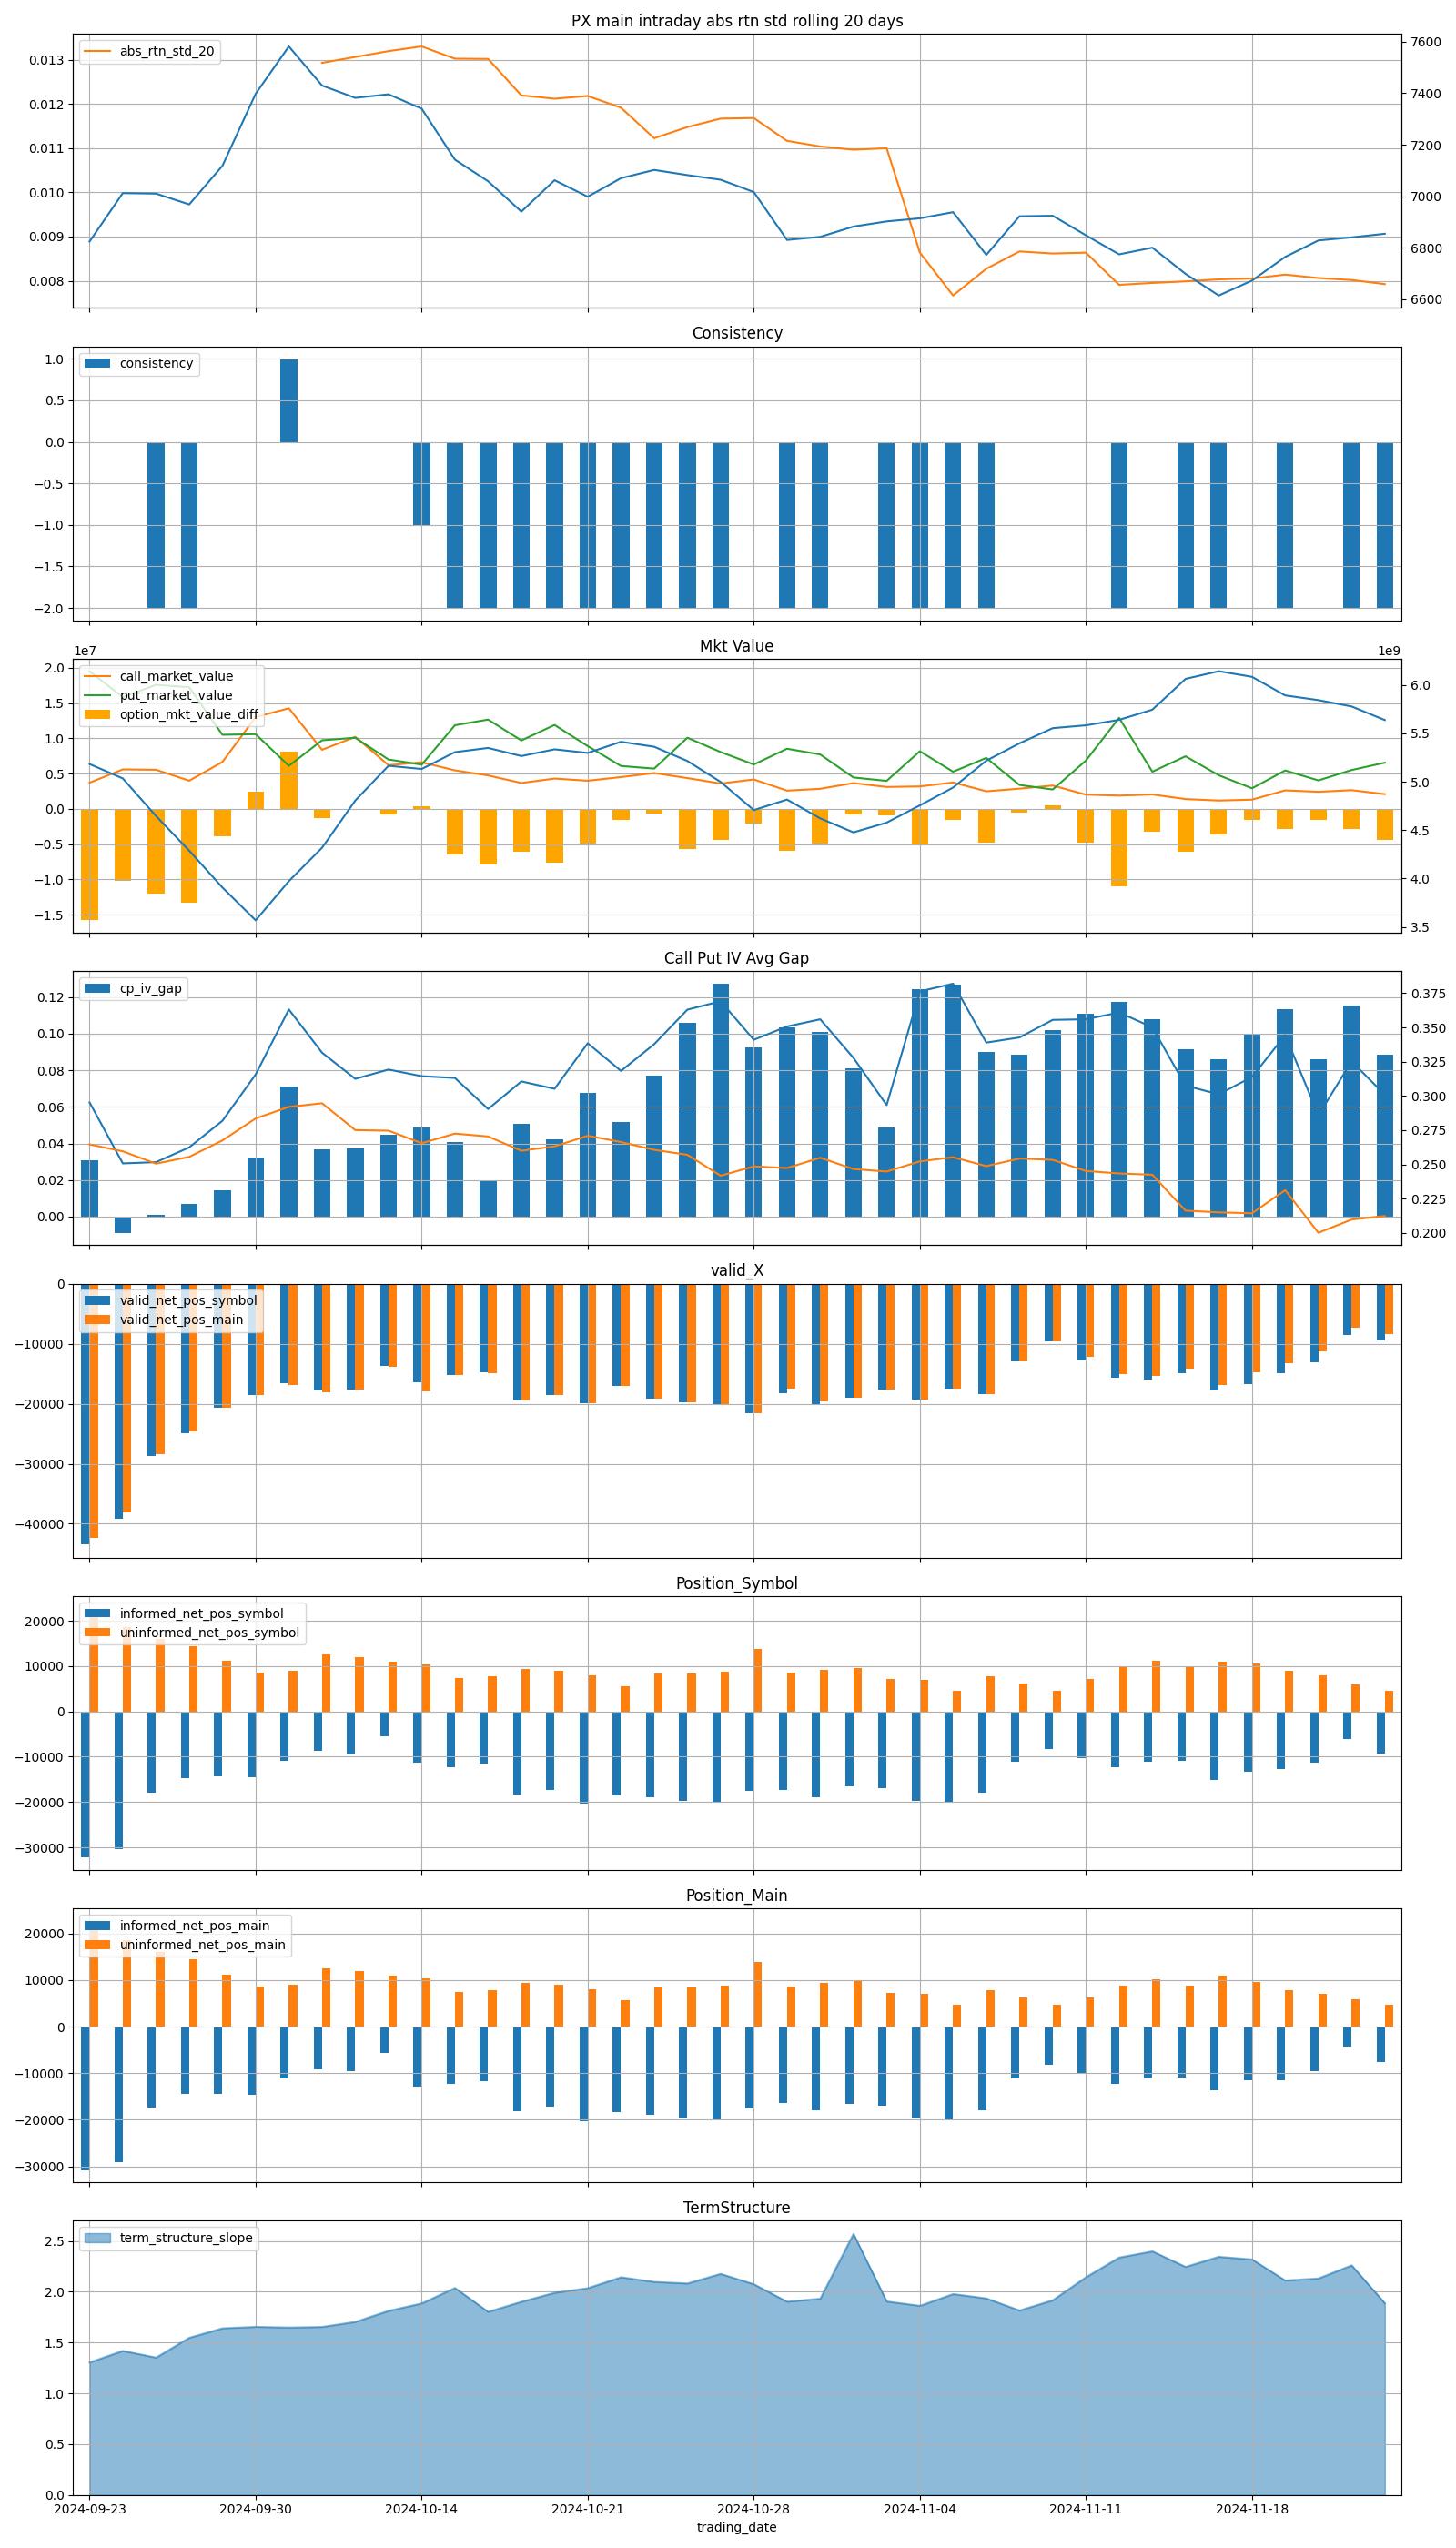 PX main intraday abs rtn std rolling 20 days
abs_rtn_std_20
0.013
0.012
0.011
0.010
0.009
0.008
7600
7400
7200
7000
6800
6600
Consistency
consistency
1.0
0.5
0.0
−0.5
−1.0
−1.5
−2.0
Mkt Value
1e7
1e9
call_market_value
put_market_value
option_mkt_value_diff
2.0
1.5
1.0
0.5
0.0
−0.5
−1.0
−1.5
6.0
5.5
5.0
4.5
4.0
3.5
Call Put IV Avg Gap
cp_iv_gap
0.12
0.10
0.08
0.06
0.04
0.02
0.00
0.375
0.350
0.325
0.300
0.275
0.250
0.225
0.200
valid_X
valid_net_pos_symbol
valid_net_pos_main
0
−10000
−20000
−30000
−40000
Position_Symbol
informed_net_pos_symbol
uninformed_net_pos_symbol
20000
10000
0
−10000
−20000
−30000
Position_Main
informed_net_pos_main
uninformed_net_pos_main
20000
10000
0
−10000
−20000
−30000
TermStructure
term_structure_slope
2.5
2.0
1.5
1.0
0.5
0.0
2024-09-23 2024-09-30 2024-10-14 2024-10-21 2024-10-28 2024-11-04 2024-11-11 2024-11-18
trading_date